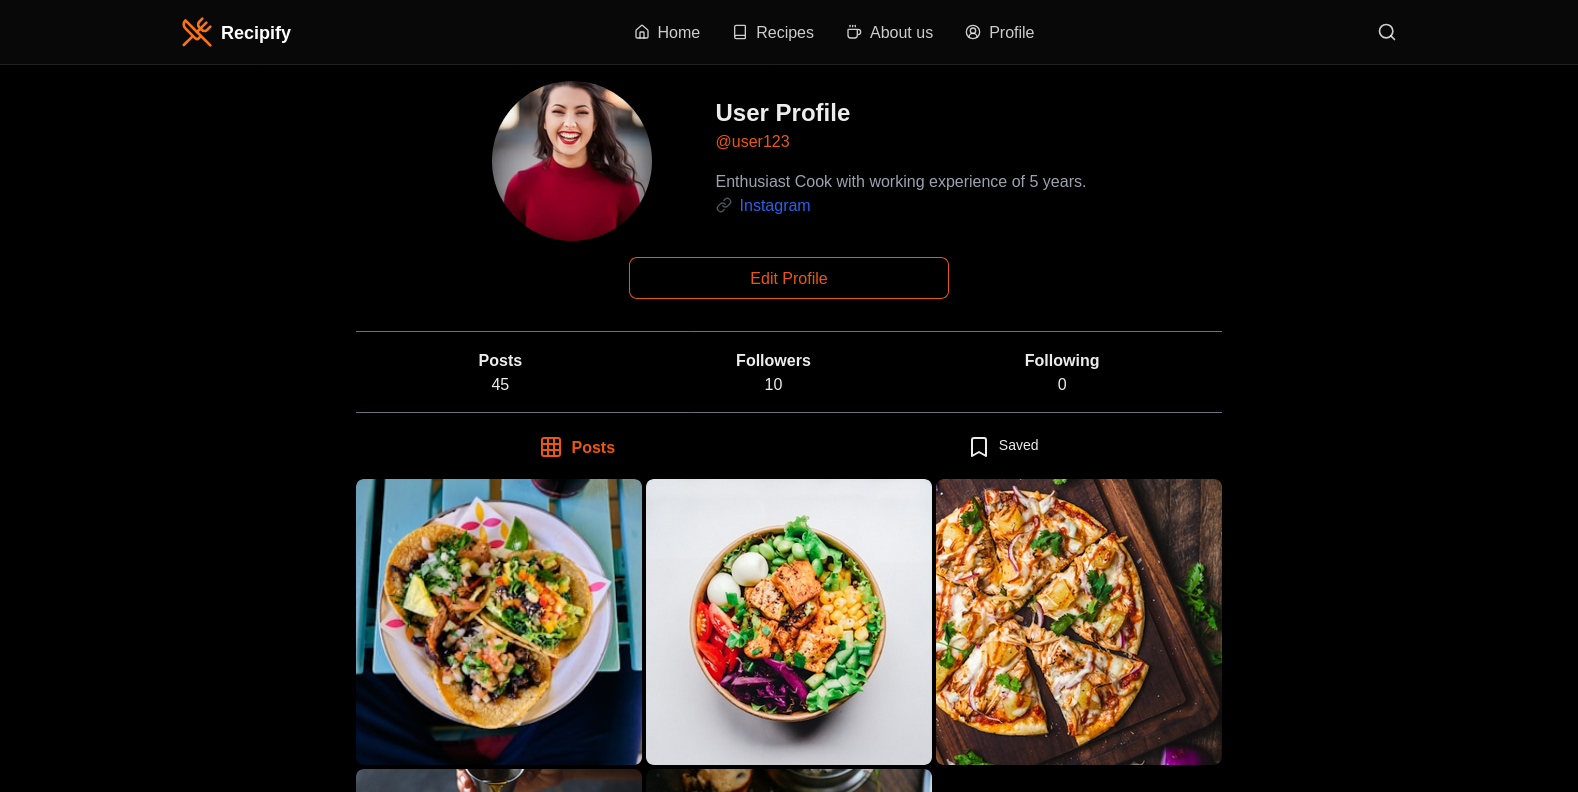 Recipify
Home
Recipes
About us
Profile
User Profile
@user123
Enthusiast Cook with working experience of 5 years.
Instagram
Edit Profile
Posts
45
Followers
10
Following
0
Posts
Saved